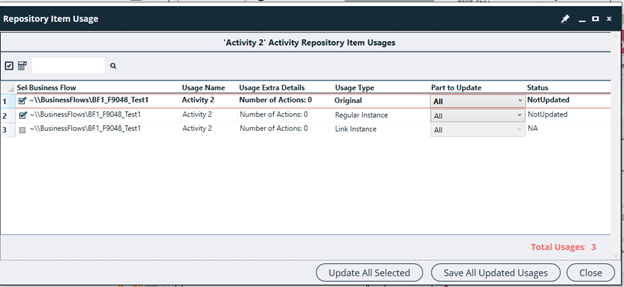 Repository Item Usage
'Activity 2' Activity Repository Item Usages
Sel Business Flow Usage Name Usage Extra Details Usage Type Part to Update Status
1 ~\\BusinessFlows\BF1_F9048_Test1 Activity 2 Number of Actions: 0 Original All NotUpdated
2 ~\\BusinessFlows\BF1_F9048_Test1 Activity 2 Number of Actions: 0 Regular Instance All NotUpdated
3 ~\\BusinessFlows\BF1_F9048_Test1 Activity 2 Number of Actions: 0 Link Instance All NA
Total Usages: 3
Update All Selected Save All Updated Usages Close